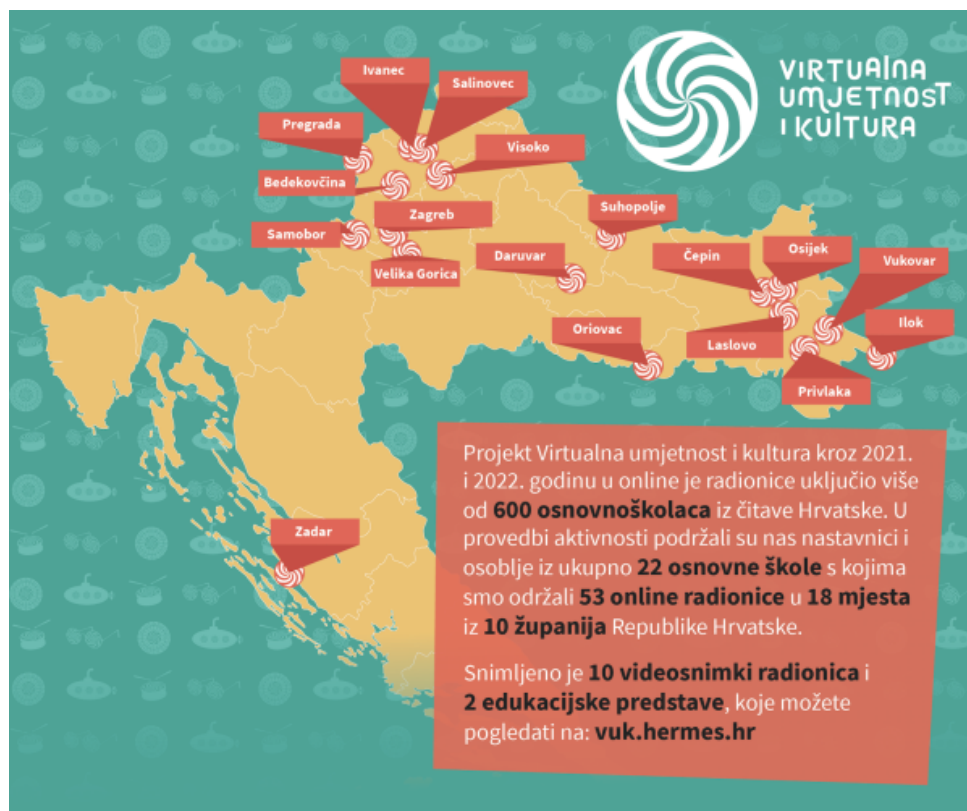 VIRTUALNA
UMJETNOST
I KULTURA
Ivanec
Salinovec
Pregrada
Visoko
Bedekovčina
Zagreb
Suhopolje
Samobor
Velika Gorica
Daruvar
Čepin
Osijek
Vukovar
Oriovac
Laslovo
Ilok
Privlaka
Zadar
Projekt Virtualna umjetnost i kultura kroz 2021.
i 2022. godinu u online je radionice uključio više
od 600 osnovnoškolaca iz čitave Hrvatske. U
provedbi aktivnosti podržali su nas nastavnici i
osoblje iz ukupno 22 osnovne škole s kojima
smo održali 53 online radionice u 18 mjesta
iz 10 županija Republike Hrvatske.
Snimljeno je 10 videosnimki radionica i
2 edukacijske predstave, koje možete
pogledati na: vuk.hermes.hr